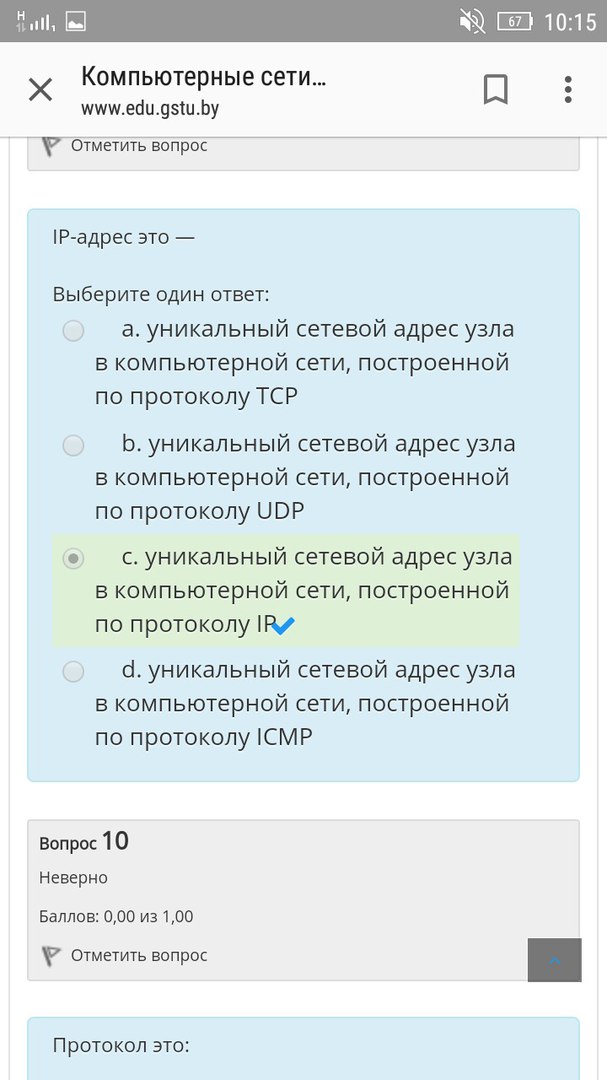 H
67
10:15
Компьютерные сети...
www.edu.gstu.by
Отметить вопрос
IP-адрес это —
Выберите один ответ:
a. уникальный сетевой адрес узла
в компьютерной сети, построенной
по протоколу TCP
b. уникальный сетевой адрес узла
в компьютерной сети, построенной
по протоколу UDP
c. уникальный сетевой адрес узла
в компьютерной сети, построенной
по протоколу IP
d. уникальный сетевой адрес узла
в компьютерной сети, построенной
по протоколу ICMP
Вопрос 10
Неверно
Баллов: 0,00 из 1,00
Отметить вопрос
Протокол это: